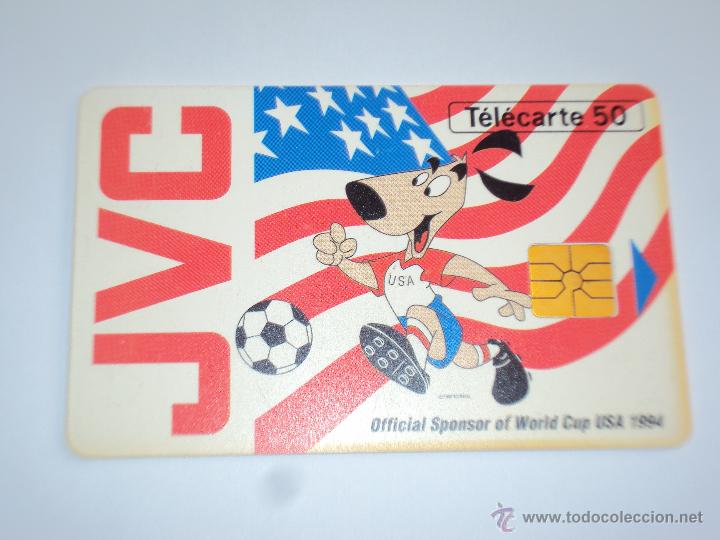 JVC
Télécarte 50
USA
Official Sponsor of World Cup USA 1994
© www.todocoleccion.net